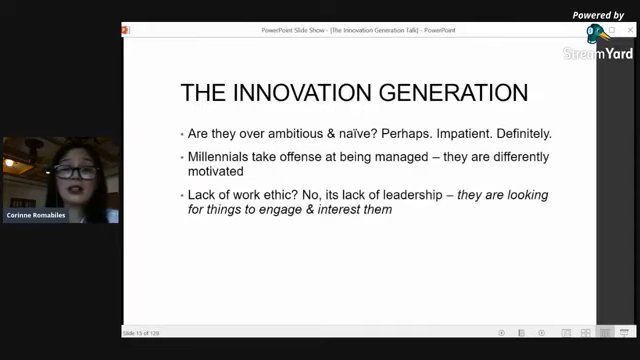 Powered by
StreamYard
PowerPoint Slide Show - [The Innovation Generation Talk] - PowerPoint
THE INNOVATION GENERATION
• Are they over ambitious & naïve? Perhaps. Impatient. Definitely.
• Millennials take offense at being managed – they are differently
motivated
• Lack of work ethic? No, its lack of leadership – they are looking
for things to engage & interest them
Corinne Romabiles
Slide 15 of 128